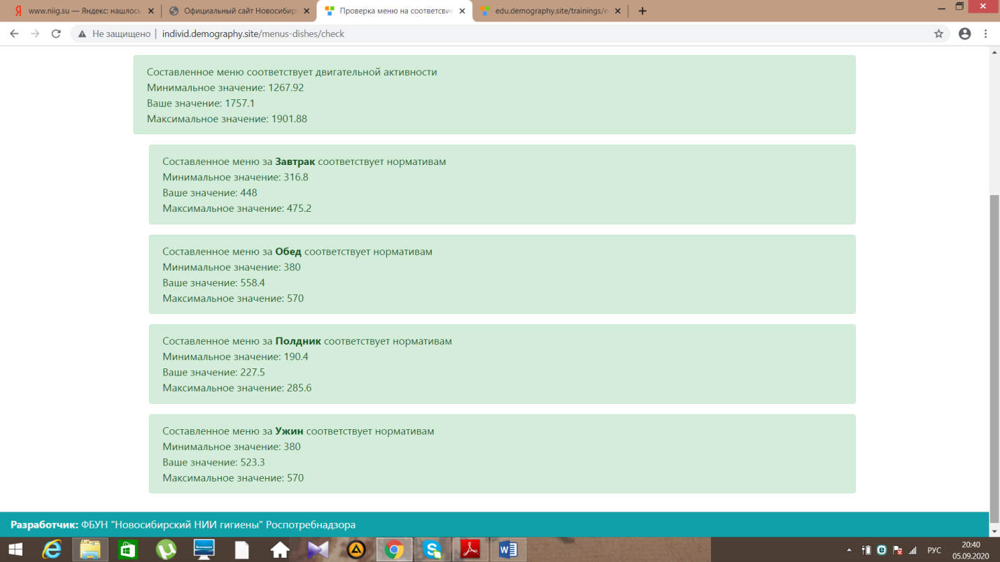 www.niig.su — Яндекс: нашлось
Официальный сайт Новосибир
Проверка меню на соответсвие
edu.demography.site/trainings/e
Не защищено | individ.demography.site/menus-dishes/check
Составленное меню соответствует двигательной активности
Минимальное значение: 1267.92
Ваше значение: 1757.1
Максимальное значение: 1901.88
Составленное меню за Завтрак соответствует нормативам
Минимальное значение: 316.8
Ваше значение: 448
Максимальное значение: 475.2
Составленное меню за Обед соответствует нормативам
Минимальное значение: 380
Ваше значение: 558.4
Максимальное значение: 570
Составленное меню за Полдник соответствует нормативам
Минимальное значение: 190.4
Ваше значение: 227.5
Максимальное значение: 285.6
Составленное меню за Ужин соответствует нормативам
Минимальное значение: 380
Ваше значение: 523.3
Максимальное значение: 570
Разработчик: ФБУН "Новосибирский НИИ гигиены" Роспотребнадзора
РУС
20:40
05.09.2020